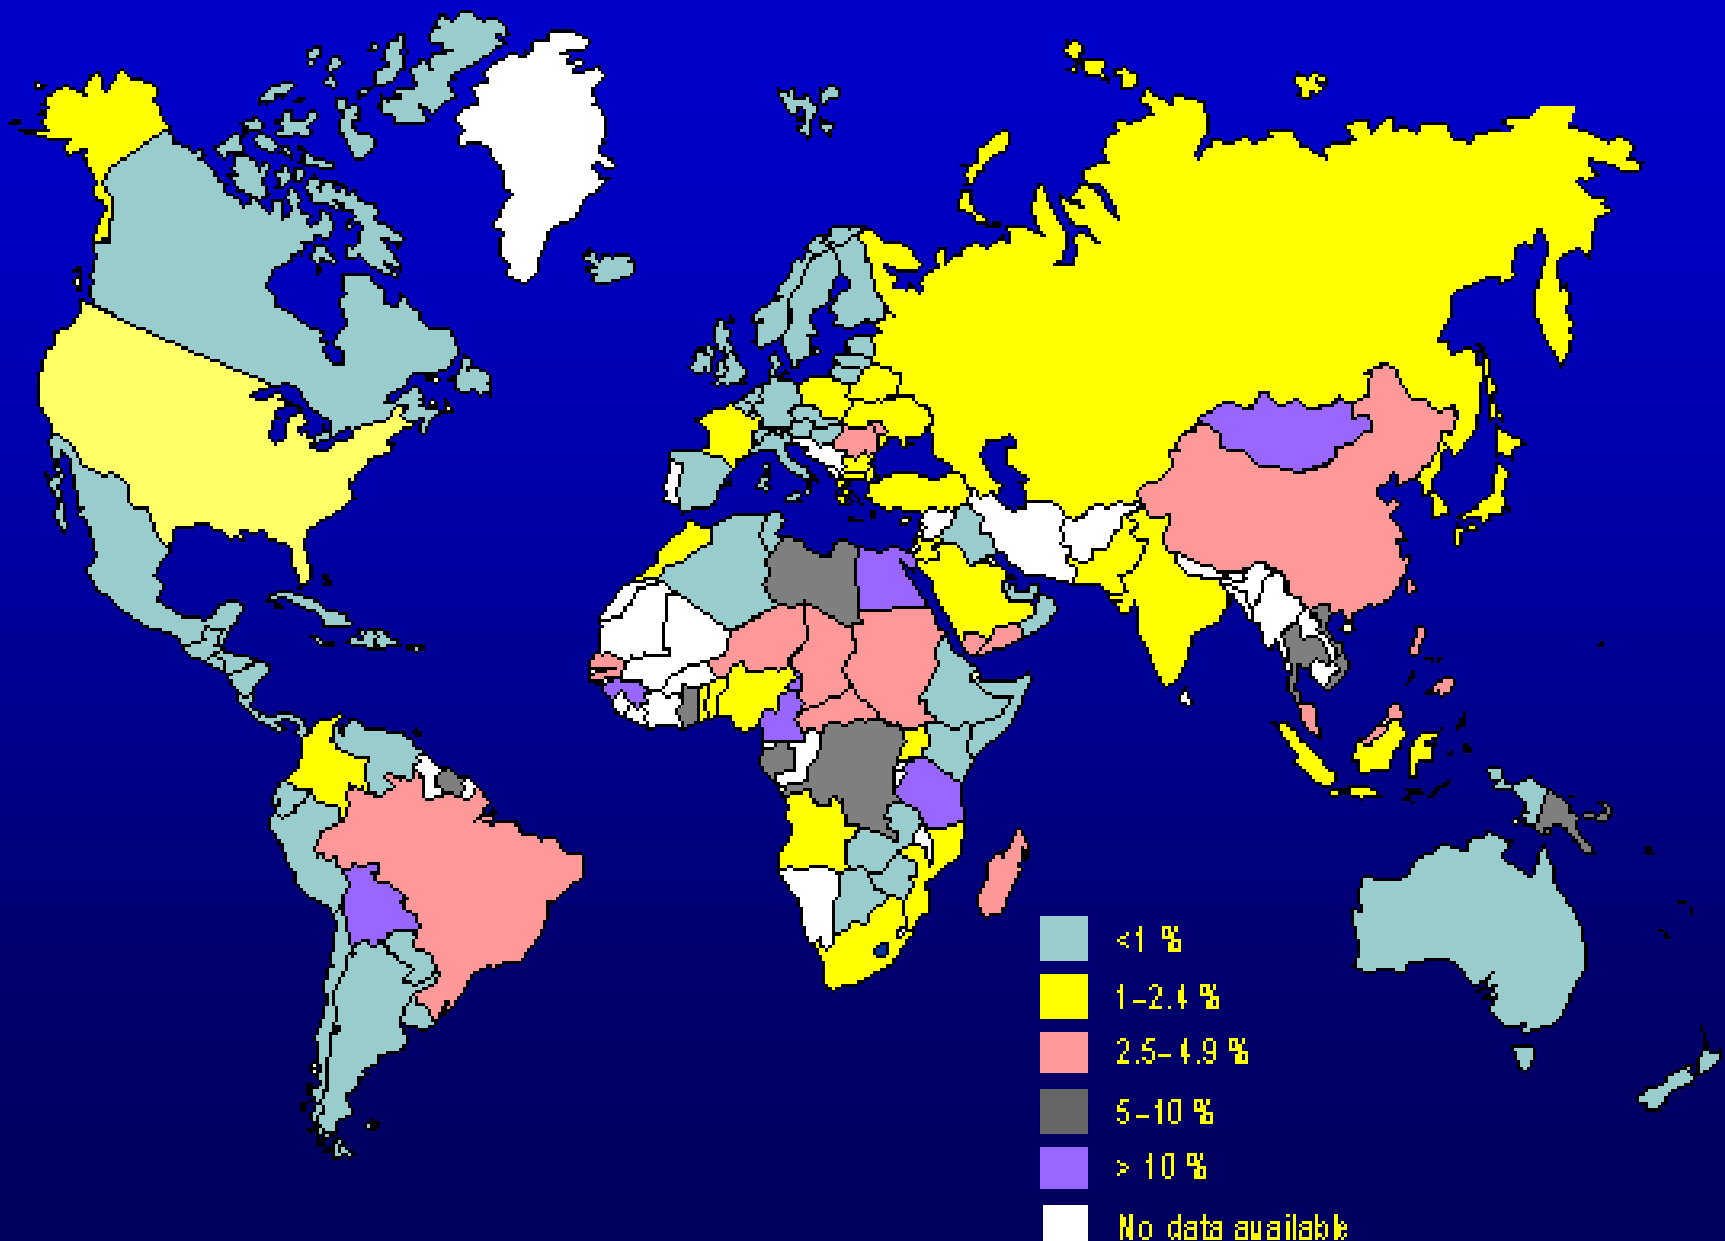 <1 %
1-2.4 %
2.5-4.9 %
5-10 %
> 10 %
No data available